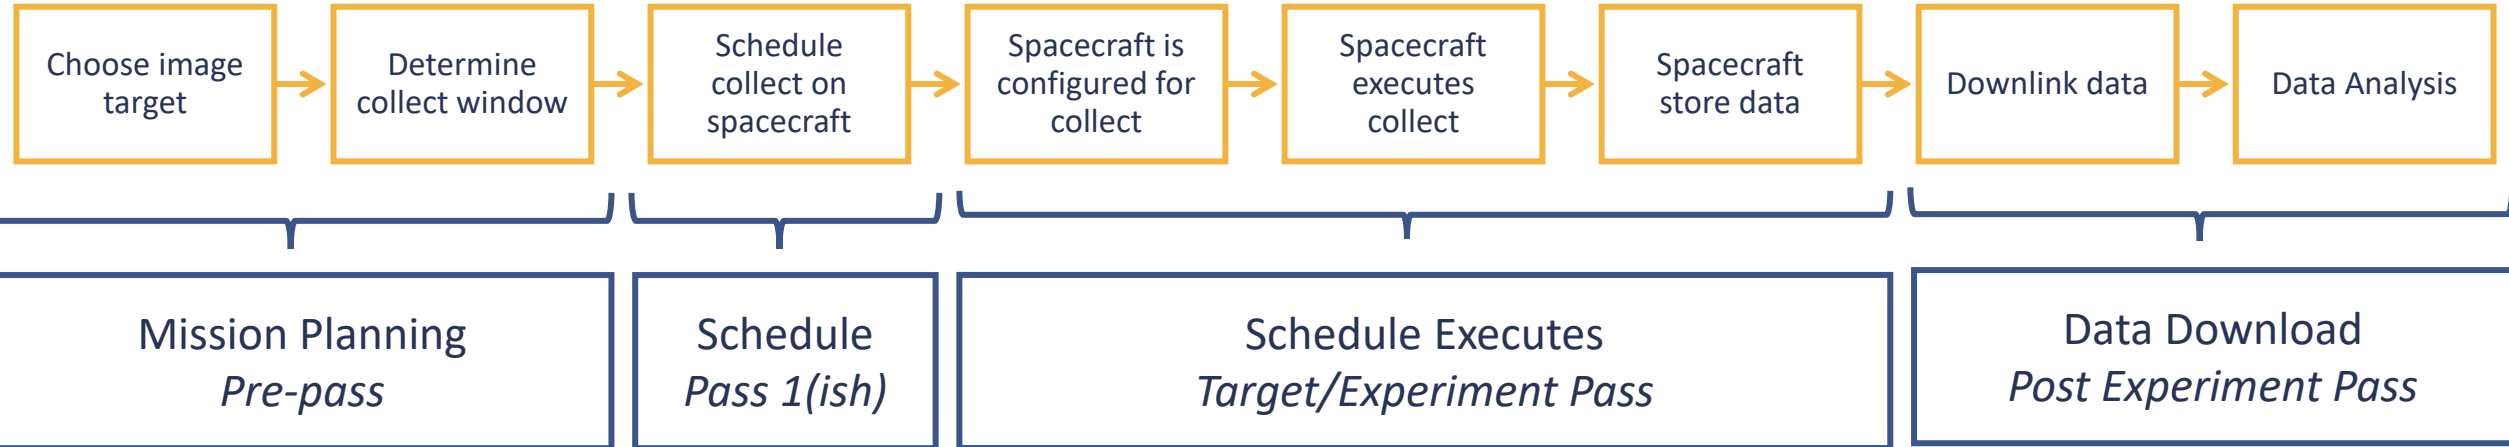 Choose image
target
Determine
collect window
Schedule
collect on
spacecraft
Spacecraft is
configured for
collect
Spacecraft
executes
collect
Spacecraft
store data
Downlink data
Data Analysis
Mission Planning
Pre-pass
Schedule
Pass 1(ish)
Schedule Executes
Target/Experiment Pass
Data Download
Post Experiment Pass